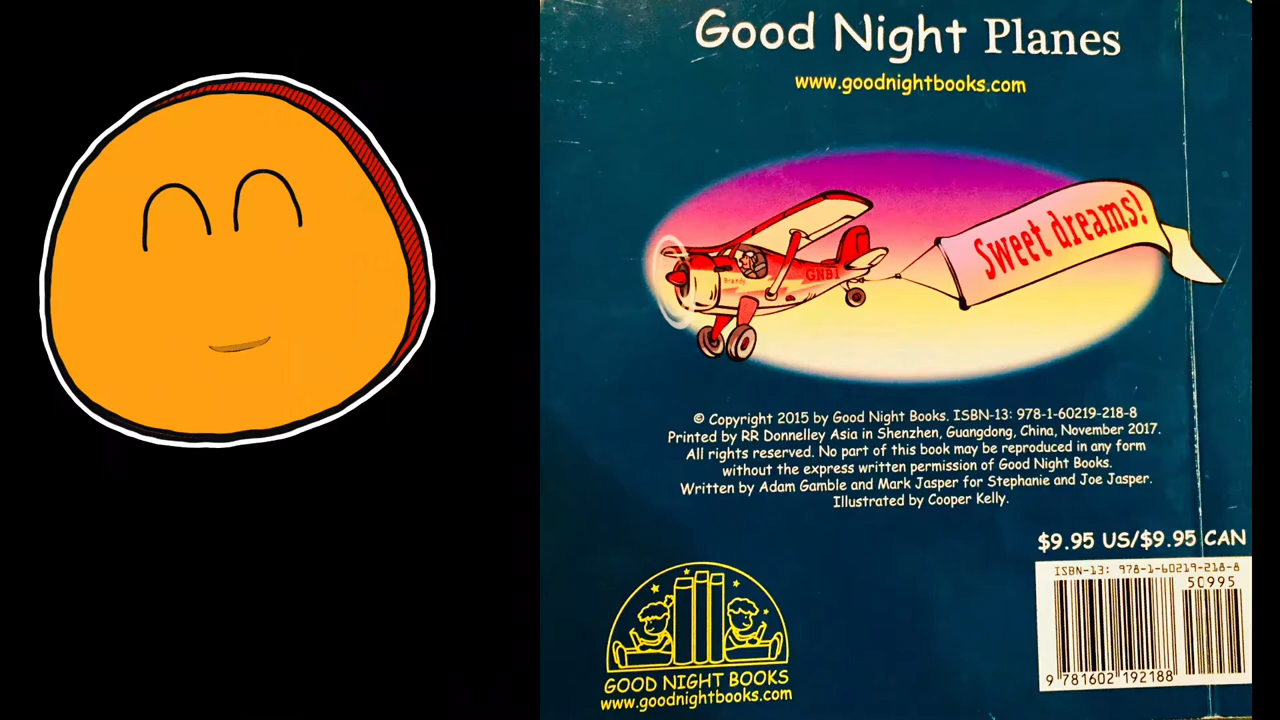 Good Night Planes
www.goodnightbooks.com
Sweet dreams!
GNB1
Brandy
© Copyright 2015 by Good Night Books. ISBN-13: 978-1-60219-218-8
Printed by RR Donnelley Asia in Shenzhen, Guangdong, China, November 2017.
All rights reserved. No part of this book may be reproduced in any form
without the express written permission of Good Night Books.
Written by Adam Gamble and Mark Jasper for Stephanie and Joe Jasper.
Illustrated by Cooper Kelly.
$9.95 US/$9.95 CAN
ISBN-13: 978-1-60219-218-8
50995
9 781602 192188
GOOD NIGHT BOOKS
www.goodnightbooks.com